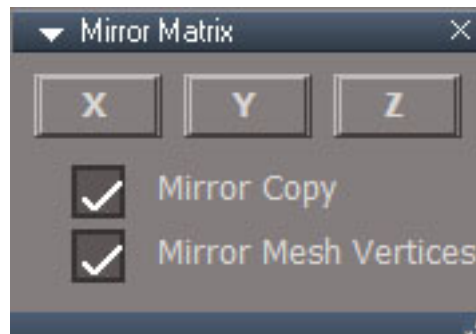 Mirror Matrix
X Y Z
Mirror Copy
Mirror Mesh Vertices